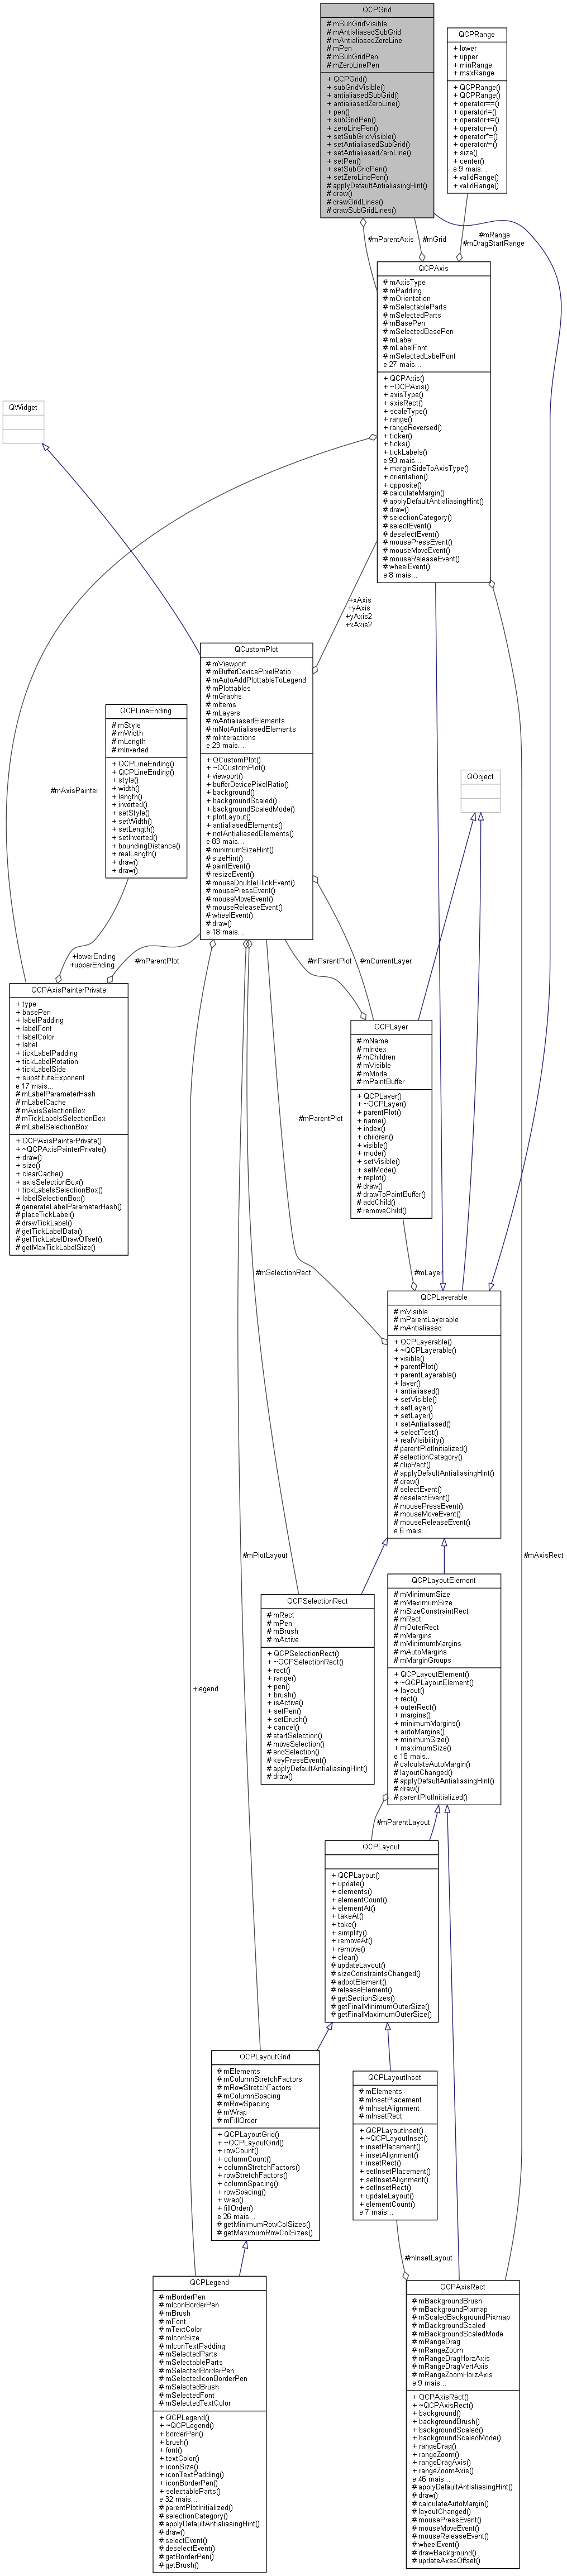 QCPGrid
# mSubGridVisible
# mAntialiasedSubGrid
# mAntialiasedZeroLine
# mPen
# mSubGridPen
# mZeroLinePen
+ QCPGrid()
+ subGridVisible()
+ antialiasedSubGrid()
+ antialiasedZeroLine()
+ pen()
+ subGridPen()
+ zeroLinePen()
+ setSubGridVisible()
+ setAntialiasedSubGrid()
+ setAntialiasedZeroLine()
+ setPen()
+ setSubGridPen()
+ setZeroLinePen()
# applyDefaultAntialiasingHint()
# draw()
# drawGridLines()
# drawSubGridLines()
QCPRange
+ lower
+ upper
+ minRange
+ maxRange
+ QCPRange()
+ QCPRange()
+ operator==()
+ operator!=()
+ operator+=()
+ operator-=()
+ operator*=()
+ operator/=()
+ size()
+ center()
e 9 mais...
+ validRange()
+ validRange()
#mParentAxis
#mGrid
#mRange
#mDragStartRange
QCPAxis
# mAxisType
# mPadding
# mOrientation
# mSelectableParts
# mSelectedParts
# mBasePen
# mSelectedBasePen
# mLabel
# mLabelFont
# mSelectedLabelFont
e 27 mais...
+ QCPAxis()
+ ~QCPAxis()
+ axisType()
+ axisRect()
+ scaleType()
+ range()
+ rangeReversed()
+ ticker()
+ ticks()
+ tickLabels()
e 93 mais...
+ marginSideToAxisType()
+ orientation()
+ opposite()
# calculateMargin()
# applyDefaultAntialiasingHint()
# draw()
# selectionCategory()
# selectEvent()
# deselectEvent()
# mousePressEvent()
# mouseMoveEvent()
# mouseReleaseEvent()
# wheelEvent()
e 8 mais...
QWidget
+xAxis
+yAxis
+yAxis2
+xAxis2
QCustomPlot
# mViewport
# mBufferDevicePixelRatio
# mAutoAddPlottableToLegend
# mPlottables
# mGraphs
# mItems
# mLayers
# mAntialiasedElements
# mNotAntialiasedElements
# mInteractions
e 23 mais...
+ QCustomPlot()
+ ~QCustomPlot()
+ viewport()
+ bufferDevicePixelRatio()
+ background()
+ backgroundScaled()
+ backgroundScaledMode()
+ plotLayout()
+ antialiasedElements()
+ notAntialiasedElements()
e 83 mais...
# minimumSizeHint()
# sizeHint()
# paintEvent()
# resizeEvent()
# mouseDoubleClickEvent()
# mousePressEvent()
# mouseMoveEvent()
# mouseReleaseEvent()
# wheelEvent()
# draw()
e 18 mais...
QCPLineEnding
# mStyle
# mWidth
# mLength
# mInverted
+ QCPLineEnding()
+ QCPLineEnding()
+ style()
+ width()
+ length()
+ inverted()
+ setStyle()
+ setWidth()
+ setLength()
+ setInverted()
+ boundingDistance()
+ realLength()
+ draw()
+ draw()
#mAxisPainter
QObject
+lowerEnding
+upperEnding
#mParentPlot
#mParentPlot
#mCurrentLayer
QCPAxisPainterPrivate
+ type
+ basePen
+ labelPadding
+ labelFont
+ labelColor
+ label
+ tickLabelPadding
+ tickLabelRotation
+ tickLabelSide
+ substituteExponent
e 17 mais...
# mLabelParameterHash
# mLabelCache
# mAxisSelectionBox
# mTickLabelsSelectionBox
# mLabelSelectionBox
+ QCPAxisPainterPrivate()
+ ~QCPAxisPainterPrivate()
+ draw()
+ size()
+ clearCache()
+ axisSelectionBox()
+ tickLabelsSelectionBox()
+ labelSelectionBox()
# generateLabelParameterHash()
# placeTickLabel()
# drawTickLabel()
# getTickLabelData()
# getTickLabelDrawOffset()
# getMaxTickLabelSize()
QCPLayer
# mName
# mIndex
# mChildren
# mVisible
# mMode
# mPaintBuffer
+ QCPLayer()
+ ~QCPLayer()
+ parentPlot()
+ name()
+ index()
+ children()
+ visible()
+ mode()
+ setVisible()
+ setMode()
+ replot()
# draw()
# drawToPaintBuffer()
# addChild()
# removeChild()
#mParentPlot
#mSelectionRect
#mLayer
QCPLayerable
# mVisible
# mParentLayerable
# mAntialiased
+ QCPLayerable()
+ ~QCPLayerable()
+ visible()
+ parentPlot()
+ parentLayerable()
+ layer()
+ antialiased()
+ setVisible()
+ setLayer()
+ setLayer()
+ setAntialiased()
+ selectTest()
+ realVisibility()
# parentPlotInitialized()
# selectionCategory()
# clipRect()
# applyDefaultAntialiasingHint()
# draw()
# selectEvent()
# deselectEvent()
# mousePressEvent()
# mouseMoveEvent()
# mouseReleaseEvent()
e 6 mais...
#mPlotLayout
#mAxisRect
QCPSelectionRect
# mRect
# mPen
# mBrush
# mActive
+ QCPSelectionRect()
+ ~QCPSelectionRect()
+ rect()
+ range()
+ pen()
+ brush()
+ isActive()
+ setPen()
+ setBrush()
+ cancel()
# startSelection()
# moveSelection()
# endSelection()
# keyPressEvent()
# applyDefaultAntialiasingHint()
# draw()
QCPLayoutElement
# mMinimumSize
# mMaximumSize
# mSizeConstraintRect
# mRect
# mOuterRect
# mMargins
# mMinimumMargins
# mAutoMargins
# mMarginGroups
+ QCPLayoutElement()
+ ~QCPLayoutElement()
+ layout()
+ rect()
+ outerRect()
+ margins()
+ minimumMargins()
+ autoMargins()
+ minimumSize()
+ maximumSize()
e 18 mais...
# calculateAutoMargin()
# layoutChanged()
# applyDefaultAntialiasingHint()
# draw()
# parentPlotInitialized()
+legend
#mParentLayout
QCPLayout
+ QCPLayout()
+ update()
+ elements()
+ elementCount()
+ elementAt()
+ takeAt()
+ take()
+ simplify()
+ removeAt()
+ remove()
+ clear()
# updateLayout()
# sizeConstraintsChanged()
# adoptElement()
# releaseElement()
# getSectionSizes()
# getFinalMinimumOuterSize()
# getFinalMaximumOuterSize()
QCPLayoutGrid
# mElements
# mColumnStretchFactors
# mRowStretchFactors
# mColumnSpacing
# mRowSpacing
# mWrap
# mFillOrder
+ QCPLayoutGrid()
+ ~QCPLayoutGrid()
+ rowCount()
+ columnCount()
+ columnStretchFactors()
+ rowStretchFactors()
+ columnSpacing()
+ rowSpacing()
+ wrap()
+ fillOrder()
e 26 mais...
# getMinimumRowColSizes()
# getMaximumRowColSizes()
QCPLayoutInset
# mElements
# mInsetPlacement
# mInsetAlignment
# mInsetRect
+ QCPLayoutInset()
+ ~QCPLayoutInset()
+ insetPlacement()
+ insetAlignment()
+ insetRect()
+ setInsetPlacement()
+ setInsetAlignment()
+ setInsetRect()
+ updateLayout()
+ elementCount()
e 7 mais...
#mInsetLayout
QCPLegend
# mBorderPen
# mIconBorderPen
# mBrush
# mFont
# mTextColor
# mIconSize
# mIconTextPadding
# mSelectedParts
# mSelectableParts
# mSelectedBorderPen
# mSelectedIconBorderPen
# mSelectedBrush
# mSelectedFont
# mSelectedTextColor
+ QCPLegend()
+ ~QCPLegend()
+ borderPen()
+ brush()
+ font()
+ textColor()
+ iconSize()
+ iconTextPadding()
+ iconBorderPen()
+ selectableParts()
e 32 mais...
# parentPlotInitialized()
# selectionCategory()
# applyDefaultAntialiasingHint()
# draw()
# selectEvent()
# deselectEvent()
# getBorderPen()
# getBrush()
QCPAxisRect
# mBackgroundBrush
# mBackgroundPixmap
# mScaledBackgroundPixmap
# mBackgroundScaled
# mBackgroundScaledMode
# mRangeDrag
# mRangeZoom
# mRangeDragHorzAxis
# mRangeDragVertAxis
# mRangeZoomHorzAxis
e 9 mais...
+ QCPAxisRect()
+ ~QCPAxisRect()
+ background()
+ backgroundBrush()
+ backgroundScaled()
+ backgroundScaledMode()
+ rangeDrag()
+ rangeZoom()
+ rangeDragAxis()
+ rangeZoomAxis()
e 46 mais...
# applyDefaultAntialiasingHint()
# draw()
# calculateAutoMargin()
# layoutChanged()
# mousePressEvent()
# mouseMoveEvent()
# mouseReleaseEvent()
# wheelEvent()
# drawBackground()
# updateAxesOffset()